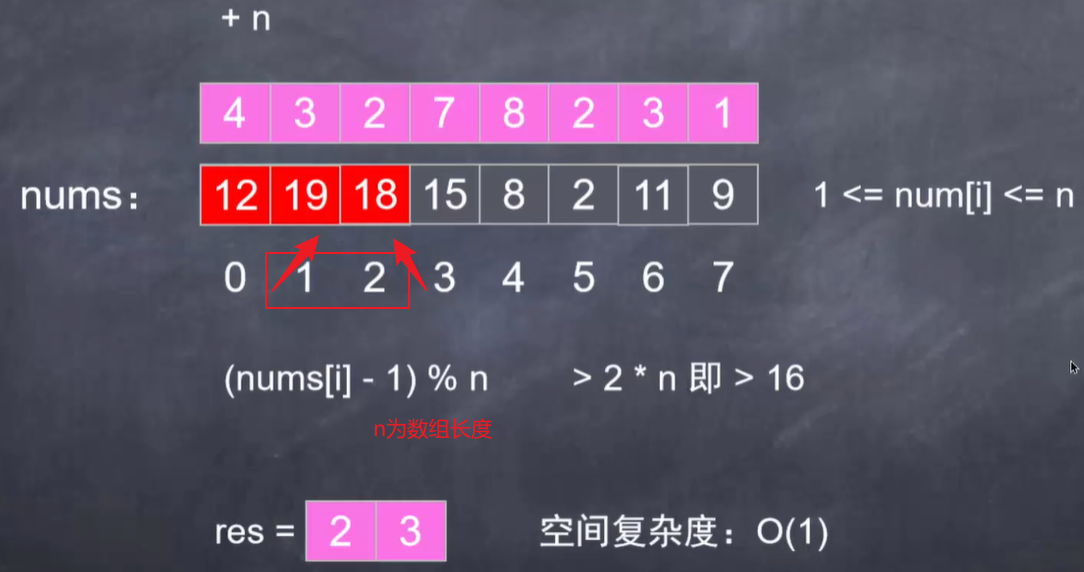 + n
4 3 2 7 8 2 3 1
nums: 12 19 18 15 8 2 11 9 1 <= num[i] <= n
0 1 2 3 4 5 6 7
(nums[i] - 1) % n > 2 * n 即 > 16
n为数组长度
res = 2 3 空间复杂度：O(1)